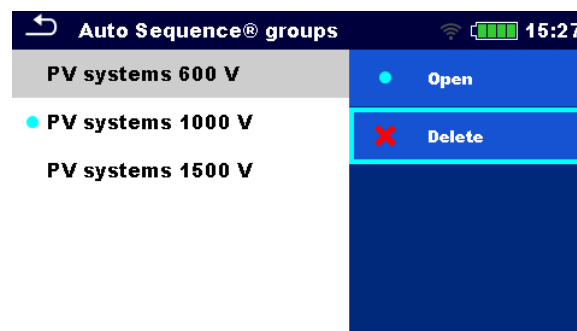 Auto Sequence® groups 15:27
PV systems 600 V
Open
PV systems 1000 V
Delete
PV systems 1500 V